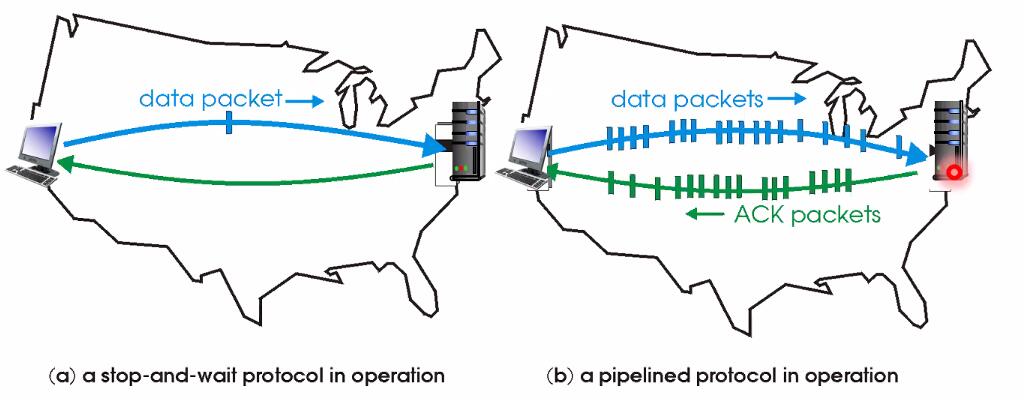 data packet
data packets
ACK packets
(a) a stop-and-wait protocol in operation
(b) a pipelined protocol in operation